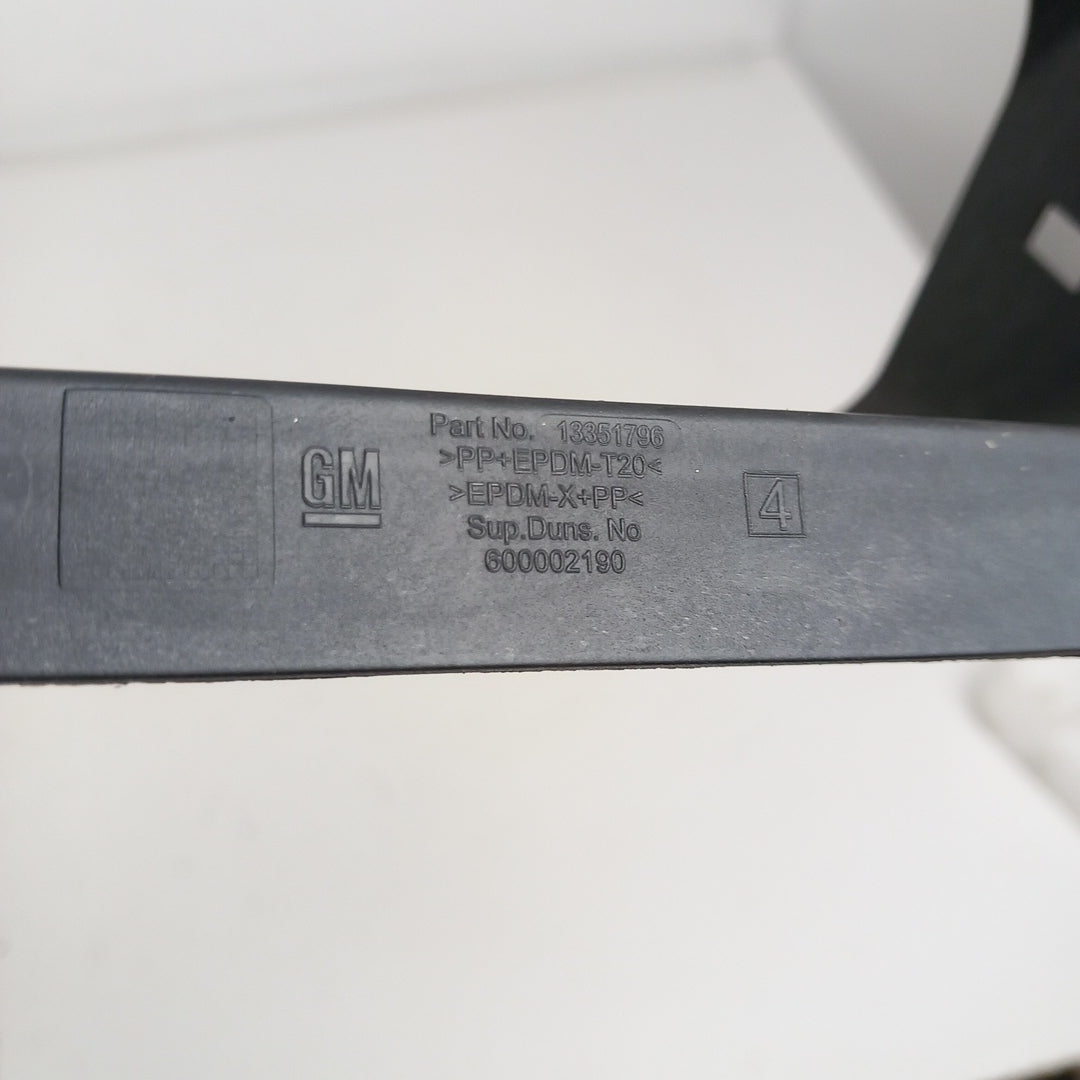 GM
Part No. 13351796
>PP+EPDM-T20<
>EPDM-X+PP<
Sup.Duns. No
600002190
4